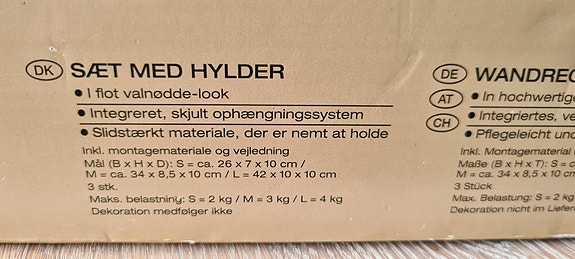 DK SÆT MED HYLDER
• I flot valnødde-look
• Integreret, skjult ophængningssystem
• Slidstærkt materiale, der er nemt at holde
Inkl. montagemateriale og vejledning
Mål (B x H x D): S = ca. 26 x 7 x 10 cm /
M = ca. 34 x 8,5 x 10 cm / L = 42 x 10 x 10 cm
3 stk.
Maks. belastning: S = 2 kg / M = 3 kg / L = 4 kg
Dekoration medfølger ikke
DE WANDREG
AT • In hochwertige
CH • Integriertes, ve
• Pflegeleicht und
Inkl. Montagematerial
Maße (B x H x T): S = ca.
M = ca. 34 x 8,5 x 10 cm
3 Stück
Max. Belastung: S = 2 kg
Dekoration nicht im Liefer